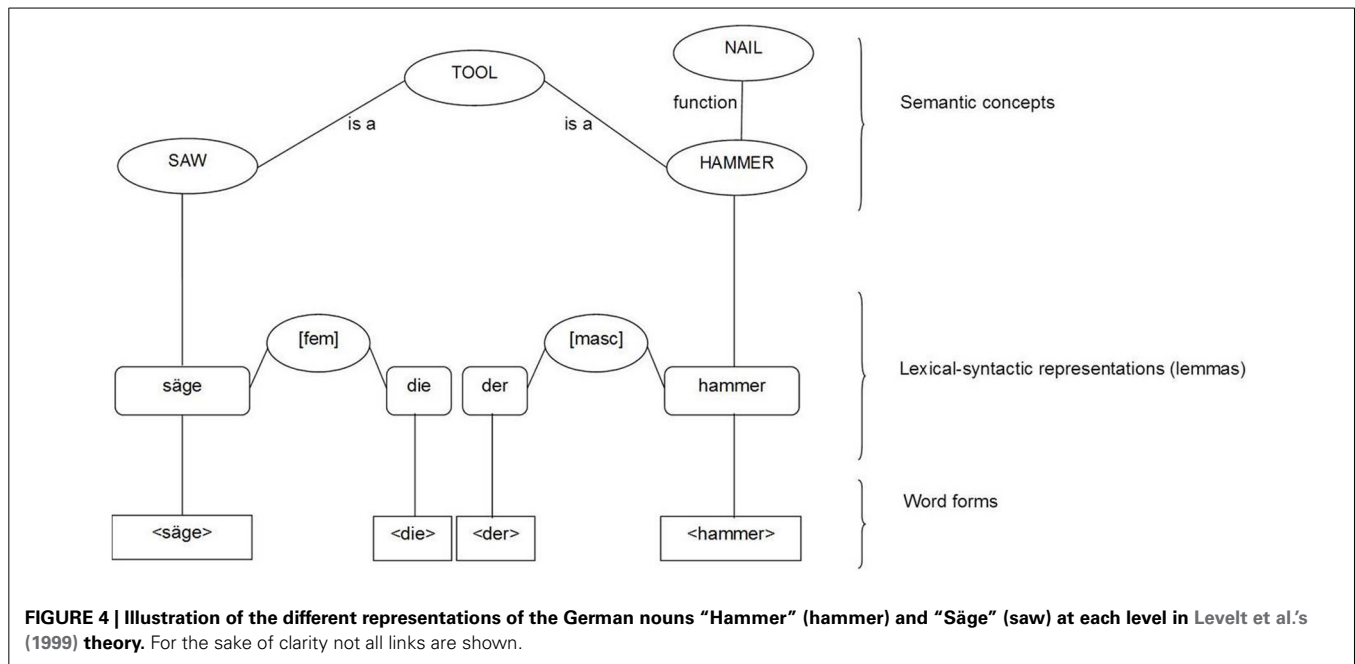 NAIL
TOOL
function
Semantic concepts
is a
is a
SAW
HAMMER
[fem]
[masc]
säge
die
der
hammer
Lexical-syntactic representations (lemmas)
Word forms
<säge>
<die>
<der>
<hammer>
FIGURE 4 | Illustration of the different representations of the German nouns “Hammer” (hammer) and “Säge” (saw) at each level in Levelt et al.’s
(1999) theory. For the sake of clarity not all links are shown.